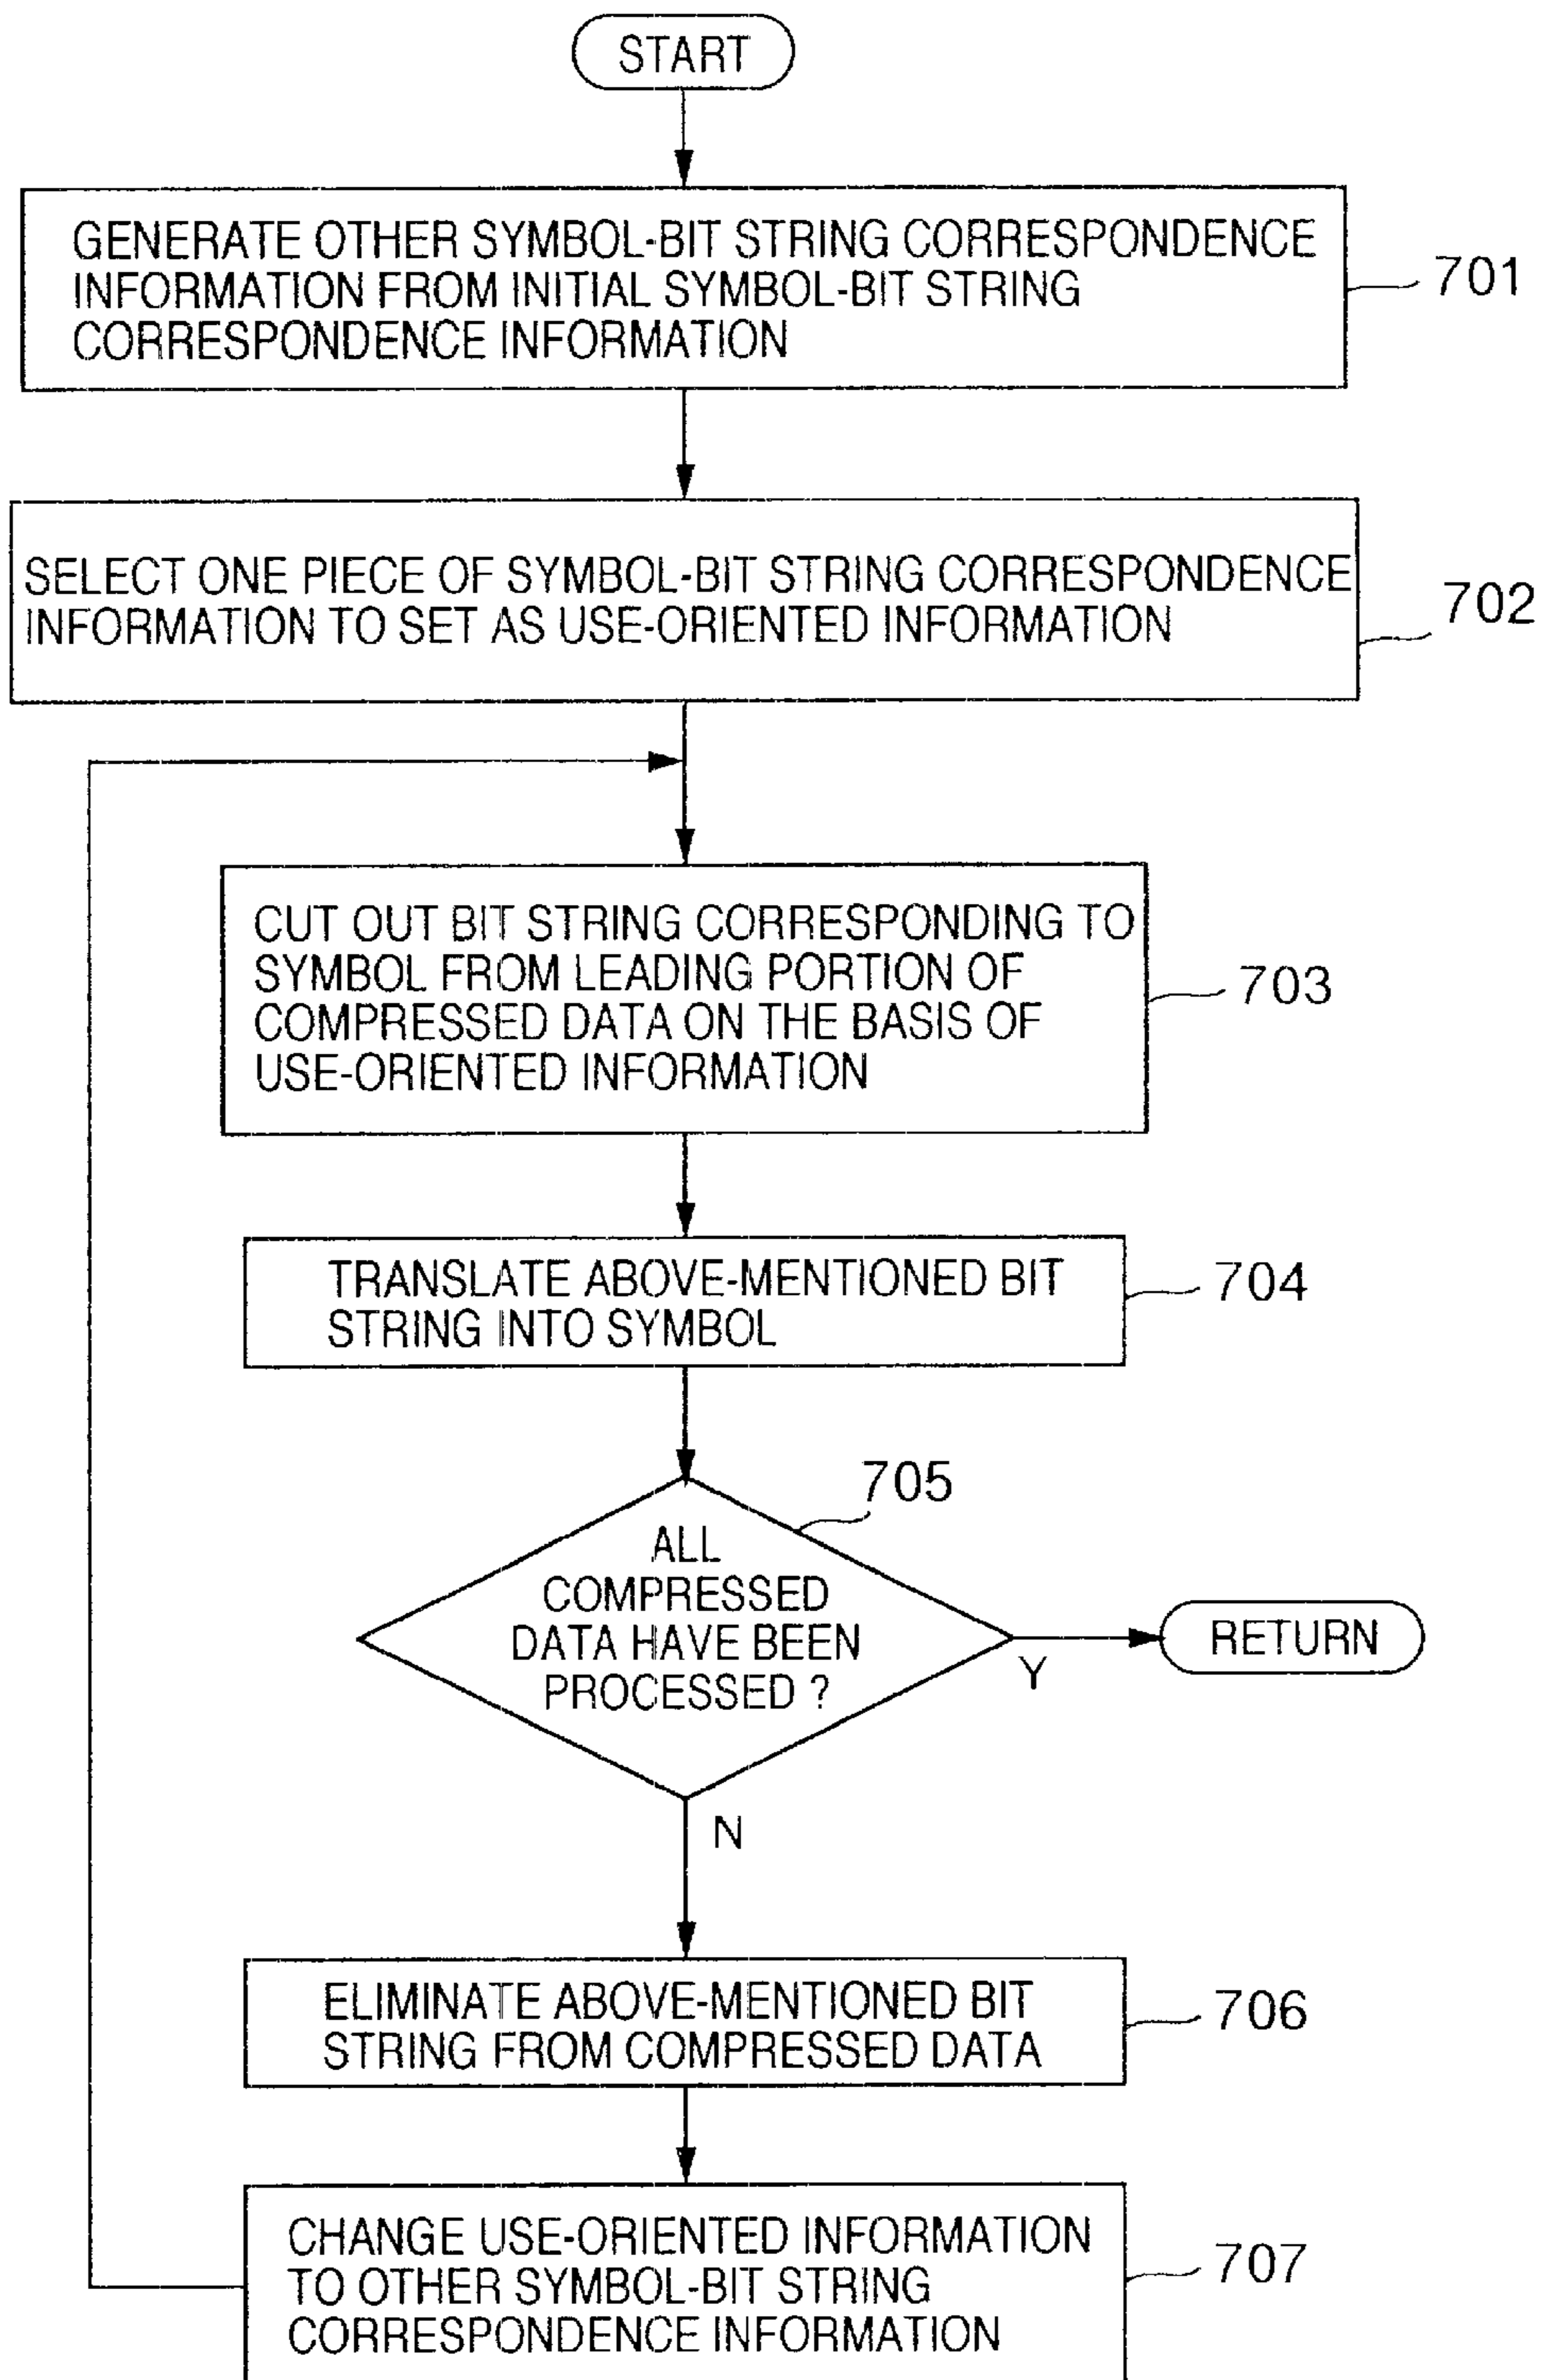 START
GENERATE OTHER SYMBOL-BIT STRING CORRESPONDENCE
INFORMATION FROM INITIAL SYMBOL-BIT STRING
CORRESPONDENCE INFORMATION
701
SELECT ONE PIECE OF SYMBOL-BIT STRING CORRESPONDENCE
INFORMATION TO SET AS USE-ORIENTED INFORMATION
702
CUT OUT BIT STRING CORRESPONDING TO
SYMBOL FROM LEADING PORTION OF
COMPRESSED DATA ON THE BASIS OF
USE-ORIENTED INFORMATION
703
TRANSLATE ABOVE-MENTIONED BIT
STRING INTO SYMBOL
704
705
ALL
COMPRESSED
DATA HAVE BEEN
PROCESSED ?
Y
RETURN
N
ELIMINATE ABOVE-MENTIONED BIT
STRING FROM COMPRESSED DATA
706
CHANGE USE-ORIENTED INFORMATION
TO OTHER SYMBOL-BIT STRING
CORRESPONDENCE INFORMATION
707